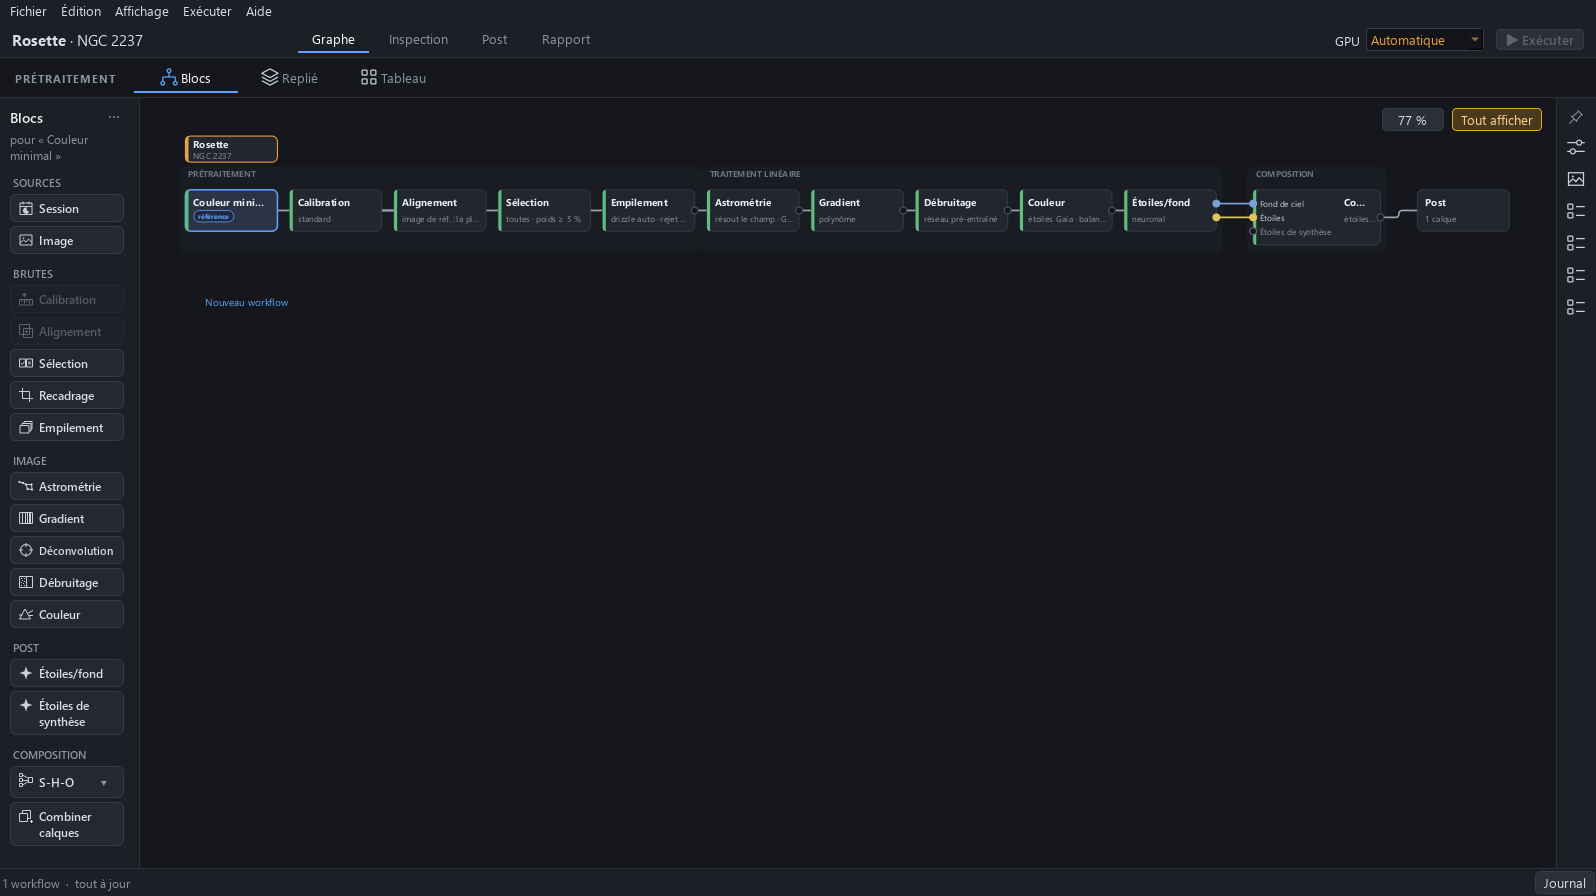 Fichier Édition Affichage Exécuter Aide
Rosette · NGC 2237
Graphe Inspection Post Rapport
GPU Automatique Exécuter
PRÉTRAITEMENT Blocs Replié Tableau
Blocs ...
pour « Couleur
minimal »
SOURCES
Session
Image
BRUTES
Calibration
Alignement
Sélection
Recadrage
Empilement
IMAGE
Astrométrie
Gradient
Déconvolution
Débruitage
Couleur
POST
Étoiles/fond
Étoiles de
synthèse
COMPOSITION
S-H-O
Combiner
calques
77 % Tout afficher
Rosette
NGC 2237
PRÉTRAITEMENT
Couleur mini...
référence
Calibration
standard
Alignement
image de réf. : la pl...
Sélection
toutes · poids ≥ 5 %
Empilement
drizzle auto · rejet ...
TRAITEMENT LINÉAIRE
Astrométrie
résout le champ · G...
Gradient
polynôme
Débruitage
réseau pré-entraîné
Couleur
étoiles Gaia · balan...
Étoiles/fond
neuronal
COMPOSITION
Fond de ciel
Étoiles
Étoiles de synthèse
Co...
étoiles...
Post
1 calque
Nouveau workflow
1 workflow · tout à jour
Journal